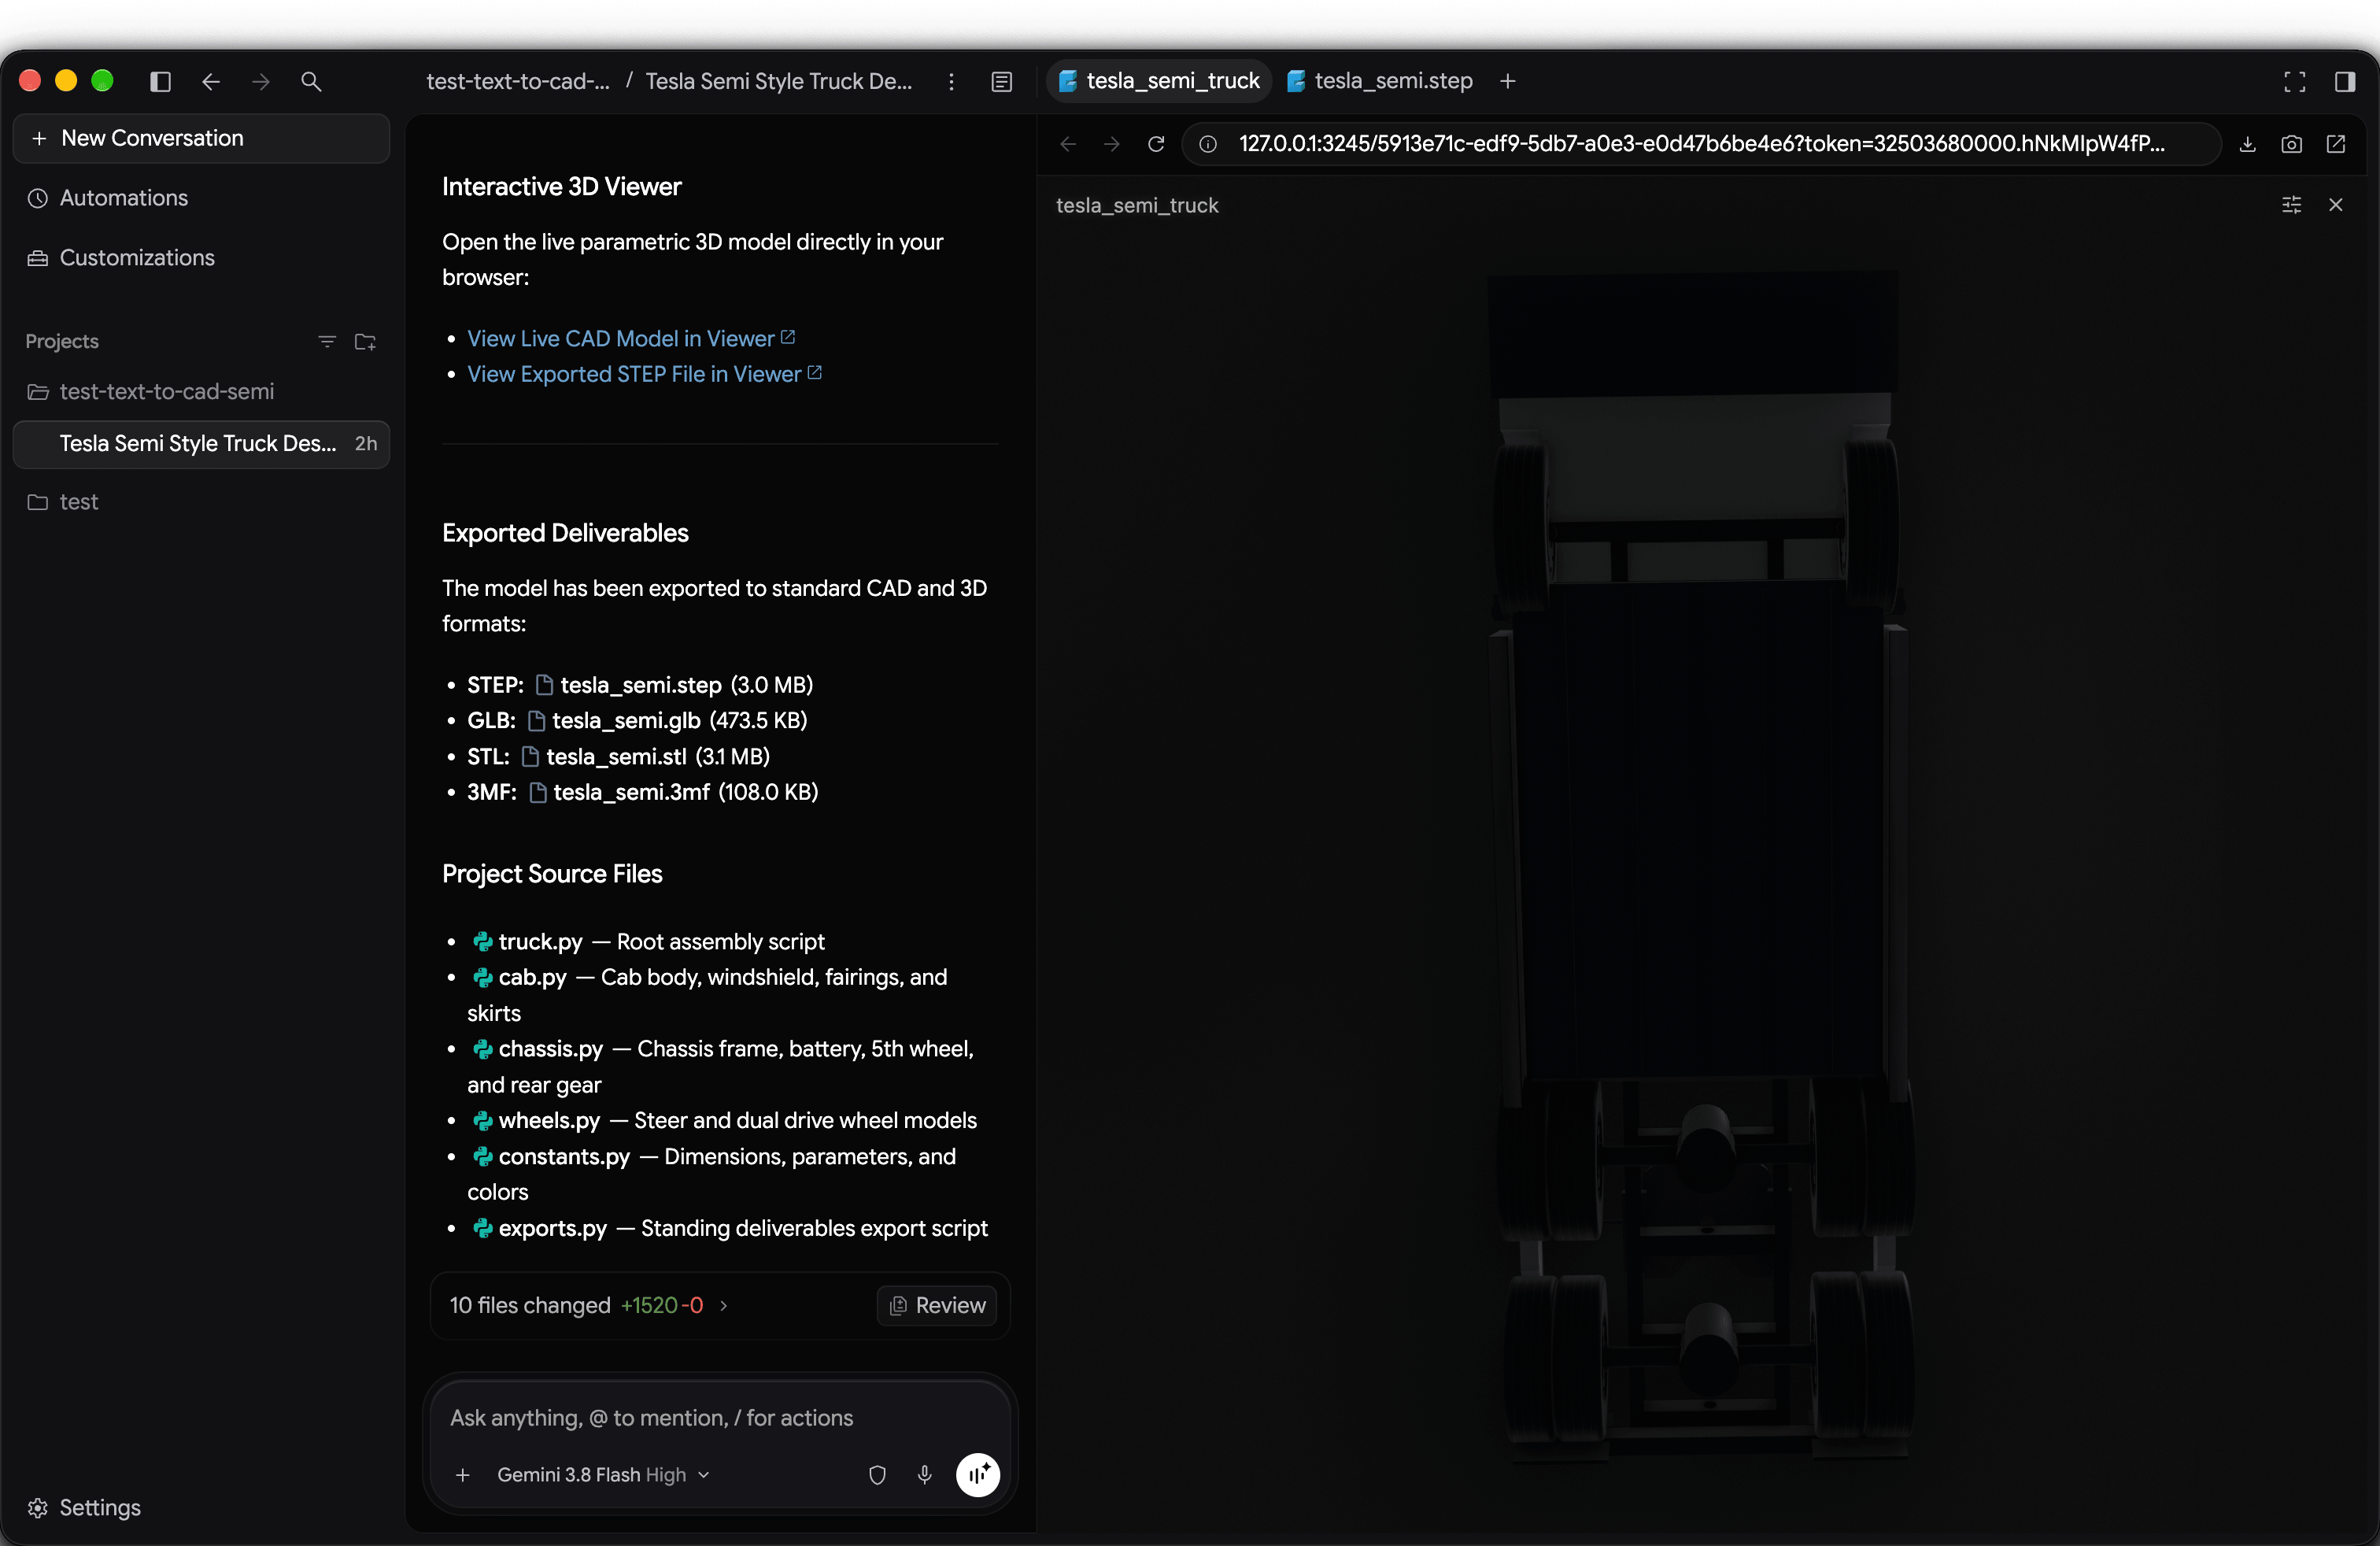 test-text-to-cad-... / Tesla Semi Style Truck De...
tesla_semi_truck
tesla_semi.step
New Conversation
Automations
Customizations
Projects
test-text-to-cad-semi
Tesla Semi Style Truck Des... 2h
test
Settings
Interactive 3D Viewer
Open the live parametric 3D model directly in your
browser:
• View Live CAD Model in Viewer
• View Exported STEP File in Viewer
Exported Deliverables
The model has been exported to standard CAD and 3D
formats:
• STEP: tesla_semi.step (3.0 MB)
• GLB: tesla_semi.glb (473.5 KB)
• STL: tesla_semi.stl (3.1 MB)
• 3MF: tesla_semi.3mf (108.0 KB)
Project Source Files
• truck.py — Root assembly script
• cab.py — Cab body, windshield, fairings, and
skirts
• chassis.py — Chassis frame, battery, 5th wheel,
and rear gear
• wheels.py — Steer and dual drive wheel models
• constants.py — Dimensions, parameters, and
colors
• exports.py — Standing deliverables export script
10 files changed +1520 -0
Review
Ask anything, @ to mention, / for actions
Gemini 3.8 Flash High
127.0.0.1:3245/5913e71c-edf9-5db7-a0e3-e0d47b6be4e6?token=32503680000.hNkMIpW4fP...
tesla_semi_truck